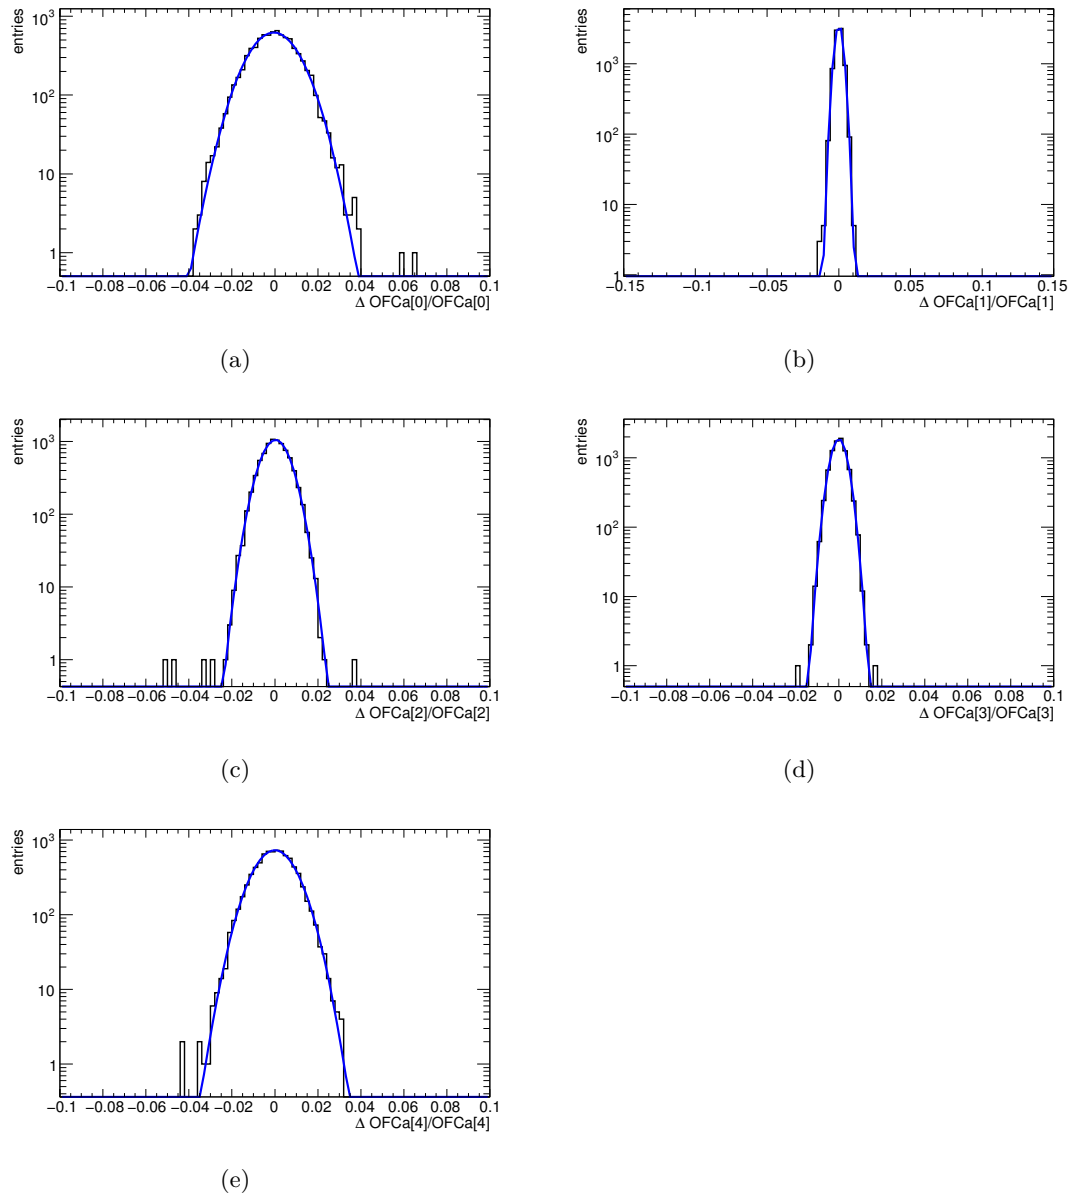 entries
10³
10²
10
1
−0.1 −0.08 −0.06 −0.04 −0.02 0 0.02 0.04 0.06 0.08 0.1
Δ OFCa[0]/OFCa[0]
(a)
entries
10³
10²
10
1
−0.15 −0.1 −0.05 0 0.05 0.1 0.15
Δ OFCa[1]/OFCa[1]
(b)
entries
10³
10²
10
1
−0.1 −0.08 −0.06 −0.04 −0.02 0 0.02 0.04 0.06 0.08 0.1
Δ OFCa[2]/OFCa[2]
(c)
entries
10³
10²
10
1
−0.1 −0.08 −0.06 −0.04 −0.02 0 0.02 0.04 0.06 0.08 0.1
Δ OFCa[3]/OFCa[3]
(d)
entries
10³
10²
10
1
−0.1 −0.08 −0.06 −0.04 −0.02 0 0.02 0.04 0.06 0.08 0.1
Δ OFCa[4]/OFCa[4]
(e)